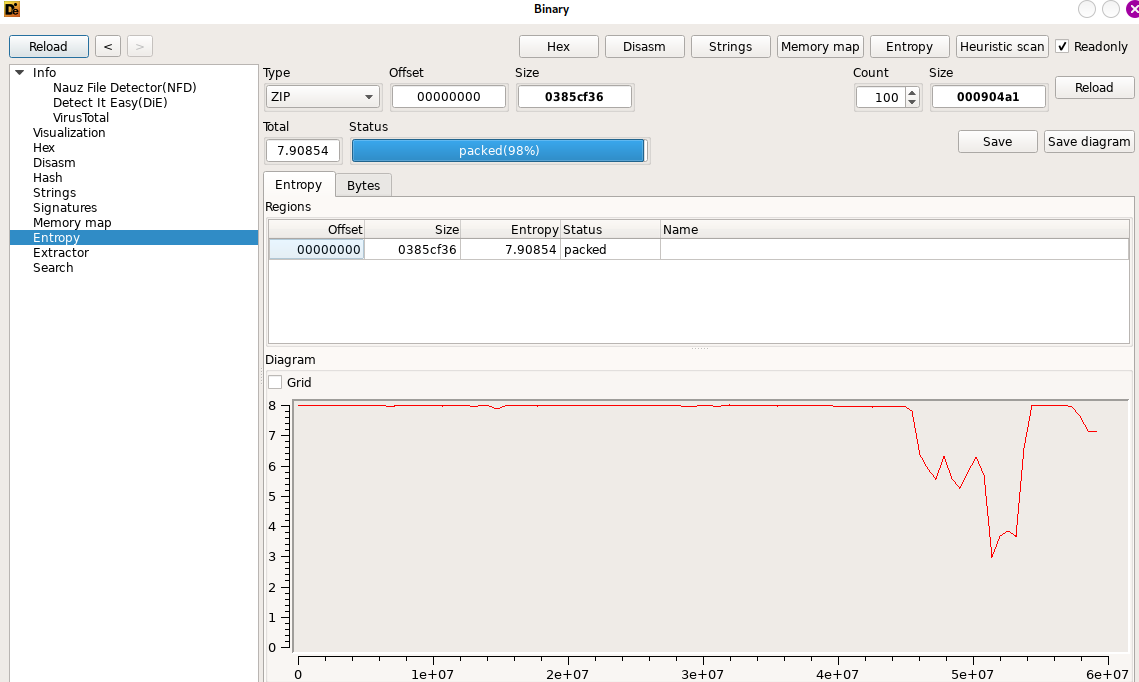 Binary
Reload < > Hex Disasm Strings Memory map Entropy Heuristic scan Readonly
Info
Nauz File Detector(NFD)
Detect It Easy(DiE)
VirusTotal
Visualization
Hex
Disasm
Hash
Strings
Signatures
Memory map
Entropy
Extractor
Search
Type Offset Size Count Size
ZIP 00000000 0385cf36 100 000904a1 Reload
Total Status
7.90854 packed(98%) Save Save diagram
Entropy Bytes
Regions
Offset Size Entropy Status Name
00000000 0385cf36 7.90854 packed
Diagram
Grid
8
7
6
5
4
3
2
1
0
0 1e+07 2e+07 3e+07 4e+07 5e+07 6e+07